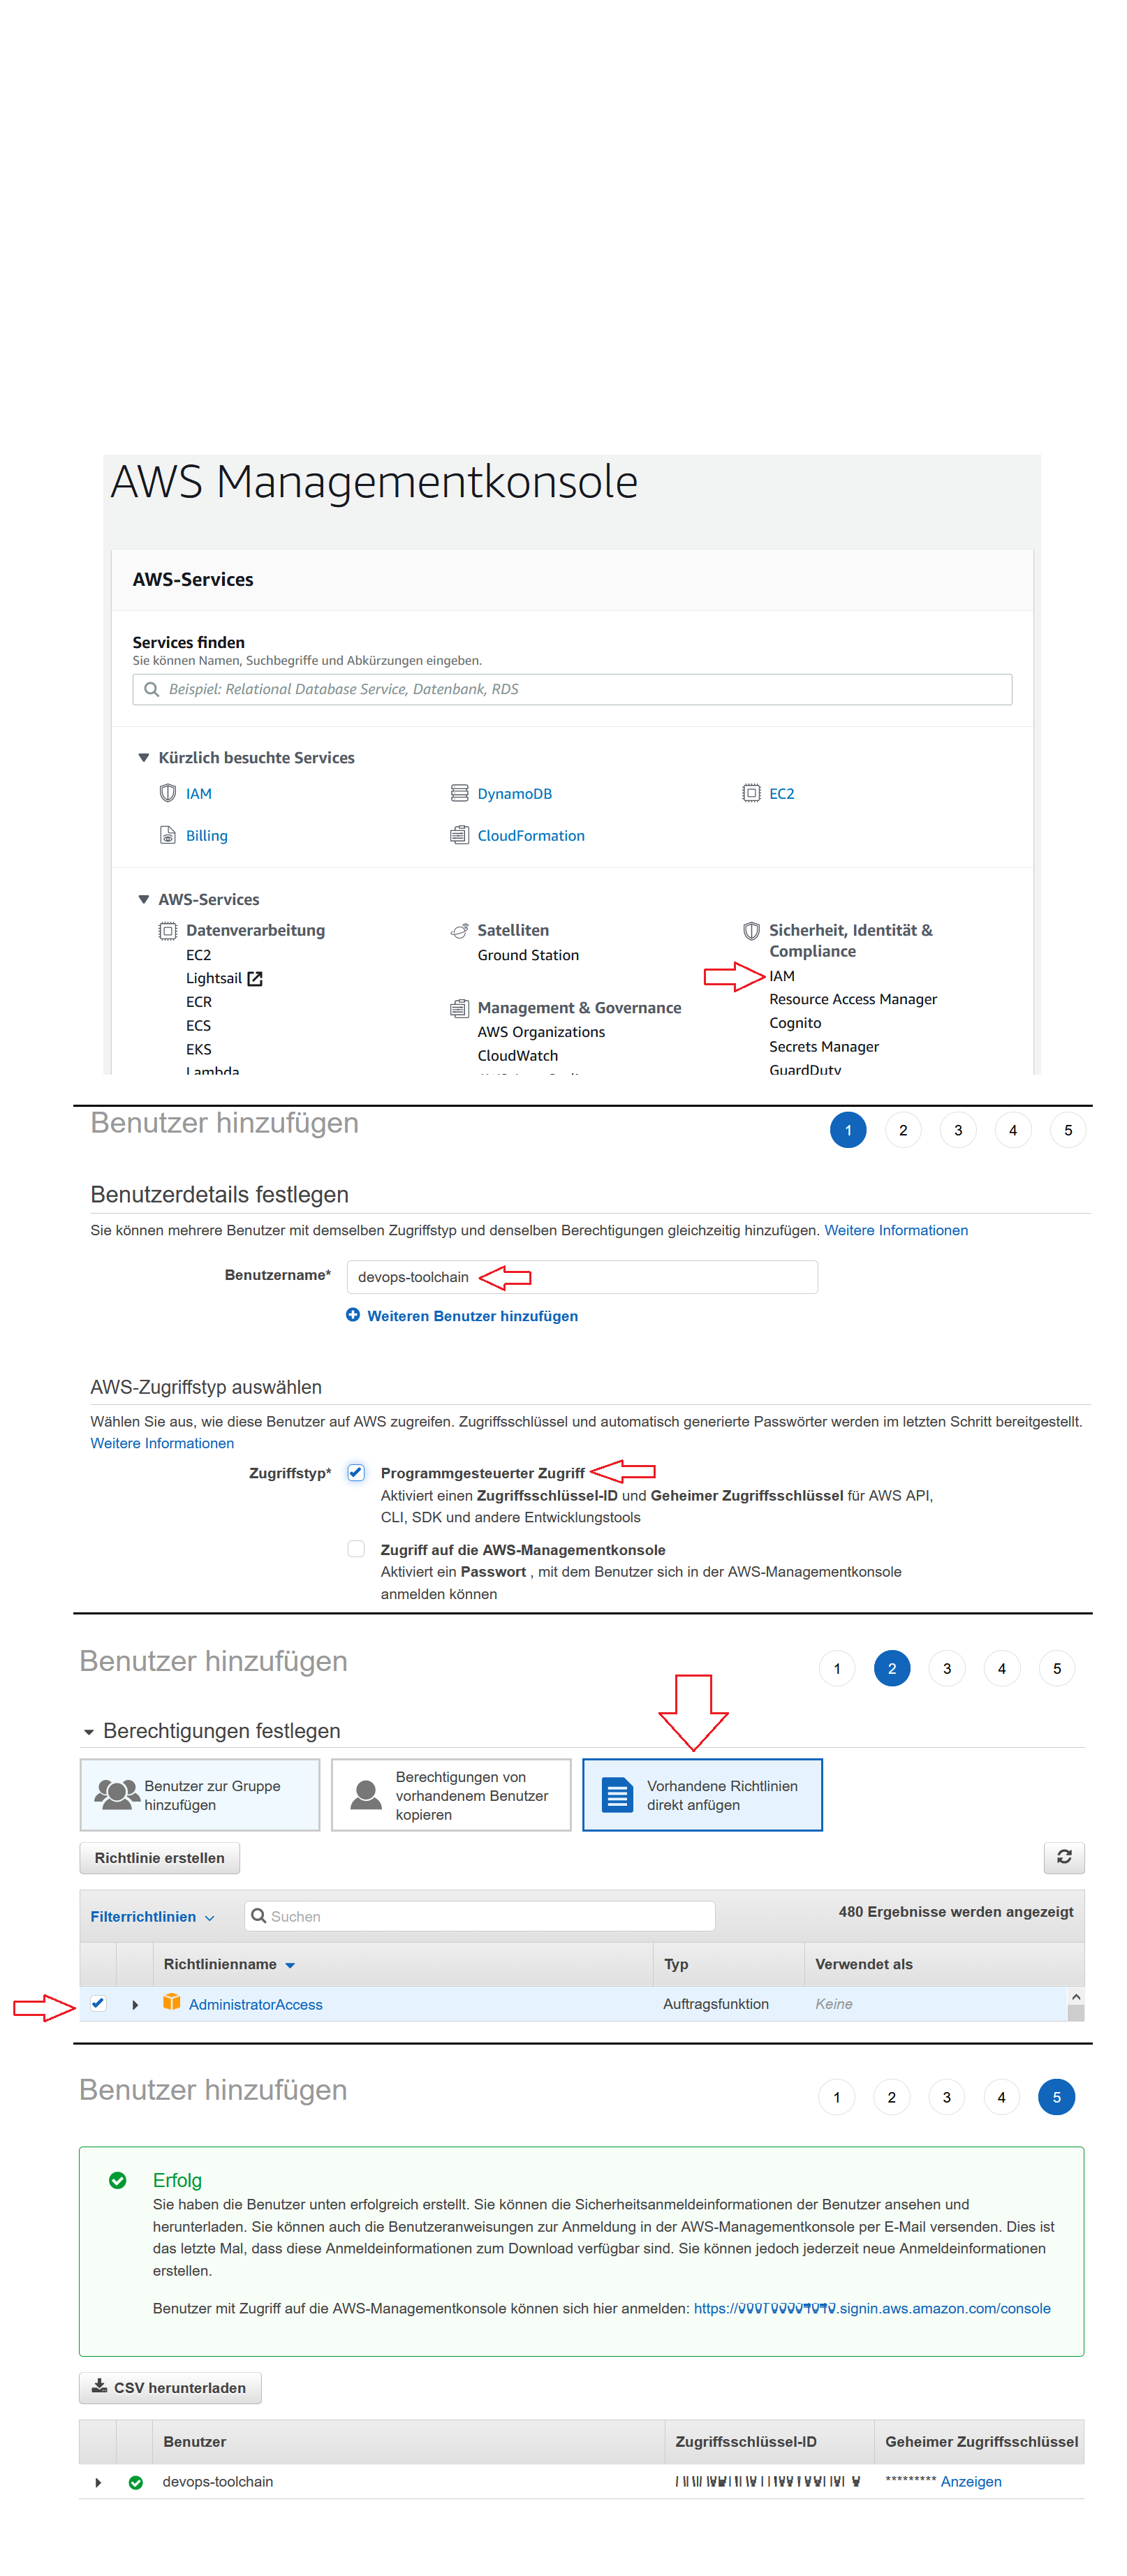 AWS Managementkonsole
AWS-Services
Services finden
Sie können Namen, Suchbegriffe und Abkürzungen eingeben.
Beispiel: Relational Database Service, Datenbank, RDS
Kürzlich besuchte Services
IAM
DynamoDB
EC2
Billing
CloudFormation
AWS-Services
Datenverarbeitung
EC2
Lightsail
ECR
ECS
EKS
Lambda
Satelliten
Ground Station
Management & Governance
AWS Organizations
CloudWatch
Sicherheit, Identität &
Compliance
IAM
Resource Access Manager
Cognito
Secrets Manager
GuardDuty
Benutzer hinzufügen
1 2 3 4 5
Benutzerdetails festlegen
Sie können mehrere Benutzer mit demselben Zugriffstyp und denselben Berechtigungen gleichzeitig hinzufügen. Weitere Informationen
Benutzername* devops-toolchain
Weiteren Benutzer hinzufügen
AWS-Zugriffstyp auswählen
Wählen Sie aus, wie diese Benutzer auf AWS zugreifen. Zugriffsschlüssel und automatisch generierte Passwörter werden im letzten Schritt bereitgestellt.
Weitere Informationen
Zugriffstyp* Programmgesteuerter Zugriff
Aktiviert einen Zugriffsschlüssel-ID und Geheimer Zugriffsschlüssel für AWS API,
CLI, SDK und andere Entwicklungstools
Zugriff auf die AWS-Managementkonsole
Aktiviert ein Passwort , mit dem Benutzer sich in der AWS-Managementkonsole
anmelden können
Benutzer hinzufügen
1 2 3 4 5
Berechtigungen festlegen
Benutzer zur Gruppe
hinzufügen
Berechtigungen von
vorhandenem Benutzer
kopieren
Vorhandene Richtlinien
direkt anfügen
Richtlinie erstellen
Filterrichtlinien Suchen 480 Ergebnisse werden angezeigt
Richtlinienname Typ Verwendet als
AdministratorAccess Auftragsfunktion Keine
Benutzer hinzufügen
1 2 3 4 5
Erfolg
Sie haben die Benutzer unten erfolgreich erstellt. Sie können die Sicherheitsanmeldeinformationen der Benutzer ansehen und
herunterladen. Sie können auch die Benutzeranweisungen zur Anmeldung in der AWS-Managementkonsole per E-Mail versenden. Dies ist
das letzte Mal, dass diese Anmeldeinformationen zum Download verfügbar sind. Sie können jedoch jederzeit neue Anmeldeinformationen
erstellen.
Benutzer mit Zugriff auf die AWS-Managementkonsole können sich hier anmelden: https:// .signin.aws.amazon.com/console
CSV herunterladen
Benutzer Zugriffsschlüssel-ID Geheimer Zugriffsschlüssel
devops-toolchain ********* Anzeigen